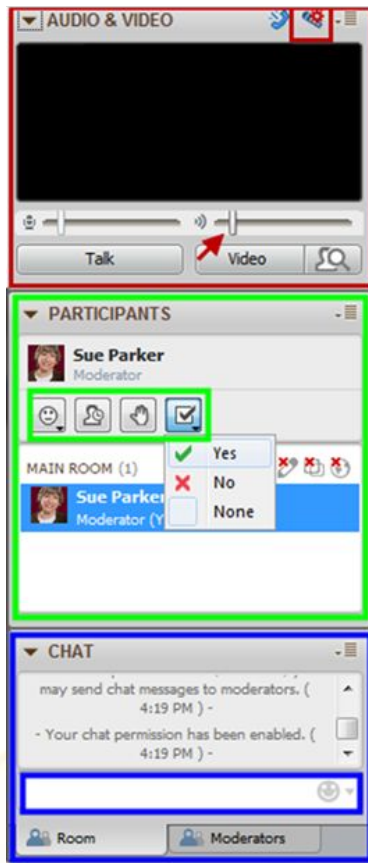 AUDIO & VIDEO
Talk
Video
PARTICIPANTS
Sue Parker
Moderator
Yes
No
None
MAIN ROOM (1)
Sue Parker
Moderator (Y
CHAT
may send chat messages to moderators. (
4:19 PM ) -
- Your chat permission has been enabled. (
4:19 PM ) -
Room
Moderators